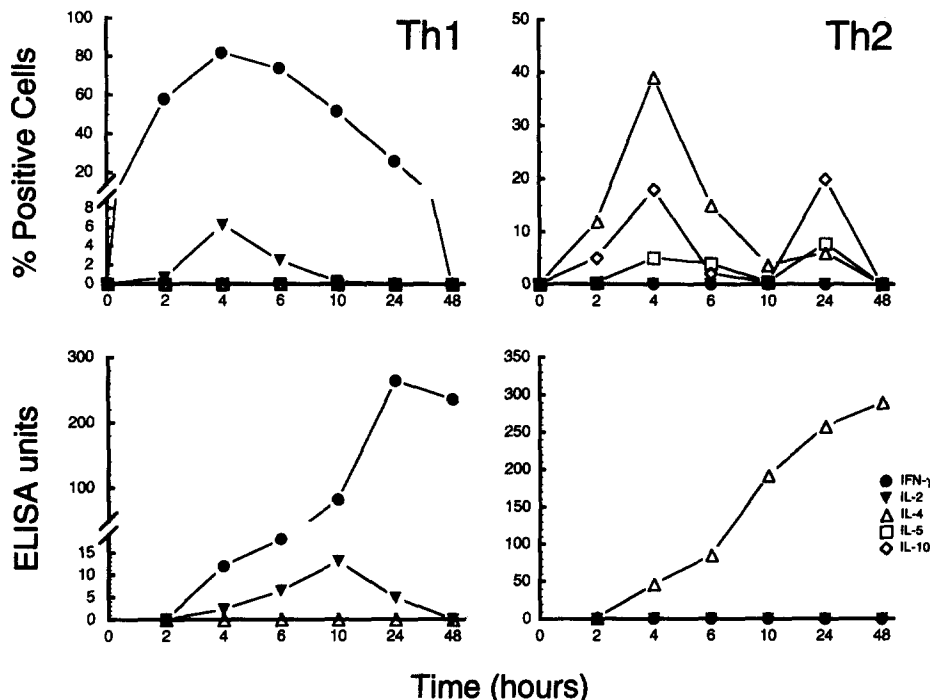 Th1
% Positive Cells
100
80
60
40
20
8
6
4
2
0
0 2 4 6 10 24 48
Th2
50
40
30
20
10
0
0 2 4 6 10 24 48
ELISA units
300
200
100
15
10
5
0
0 2 4 6 10 24 48
350
300
250
200
150
100
50
0
0 2 4 6 10 24 48
IFN-γ
IL-2
IL-4
IL-5
IL-10
Time (hours)